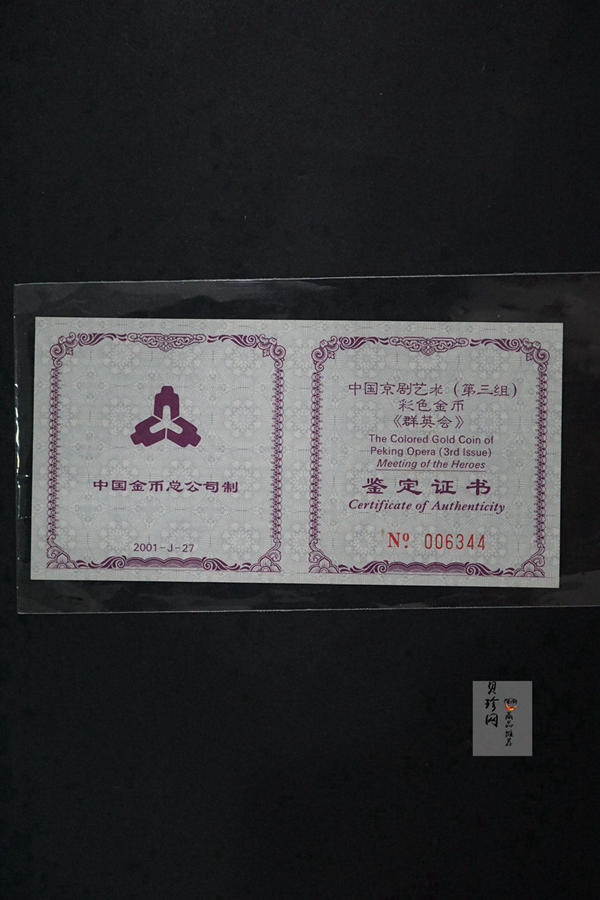 中国金币总公司制
2001-J-27
中国京剧艺术（第三组）
彩色金币
《群英会》
The Colored Gold Coin of
Peking Opera (3rd Issue)
Meeting of the Heroes
鉴定证书
Certificate of Authenticity
Nº 006344
贝珍网